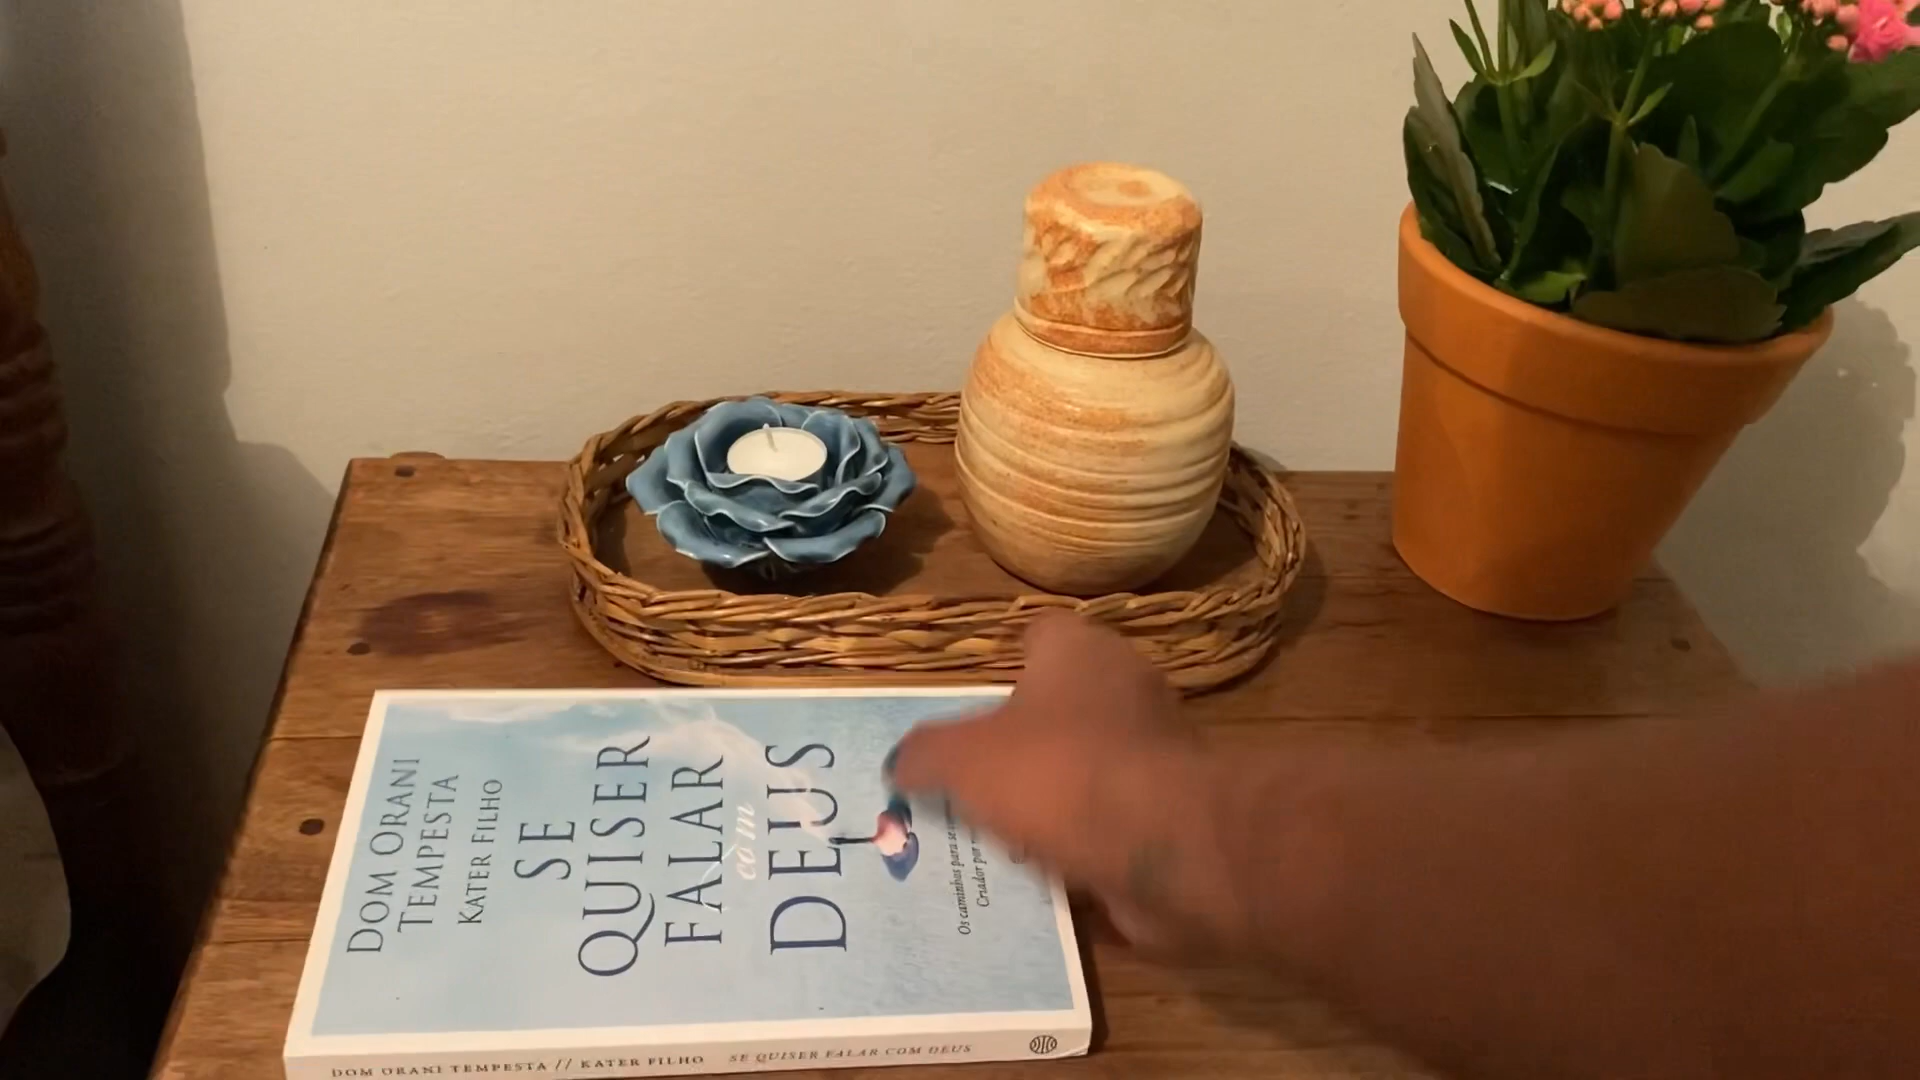 DOM ORANI
TEMPESTA
KATER FILHO
SE
QUISER
FALAR
com
DEUS
Os caminhos para se
Criador por
DOM ORANI TEMPESTA // KATER FILHO SE QUISER FALAR COM DEUS